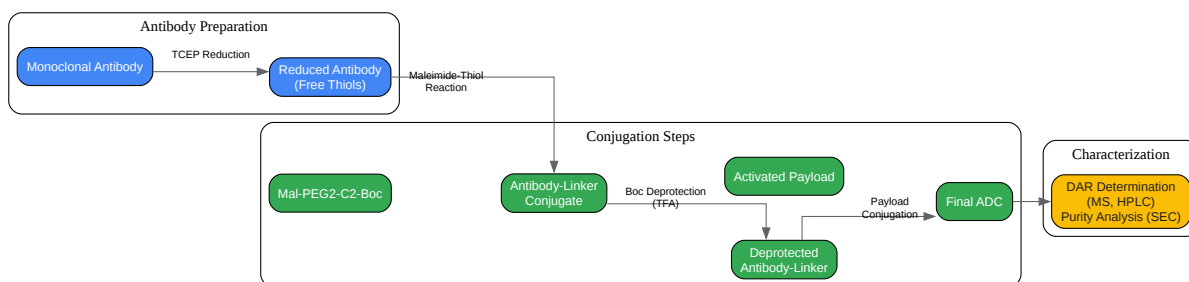 Antibody Preparation
Monoclonal Antibody
TCEP Reduction
Reduced Antibody
(Free Thiols)
Maleimide-Thiol
Reaction
Conjugation Steps
Mal-PEG2-C2-Boc
Antibody-Linker
Conjugate
Boc Deprotection
(TFA)
Activated Payload
Deprotected
Antibody-Linker
Payload
Conjugation
Final ADC
Characterization
DAR Determination
(MS, HPLC)
Purity Analysis (SEC)